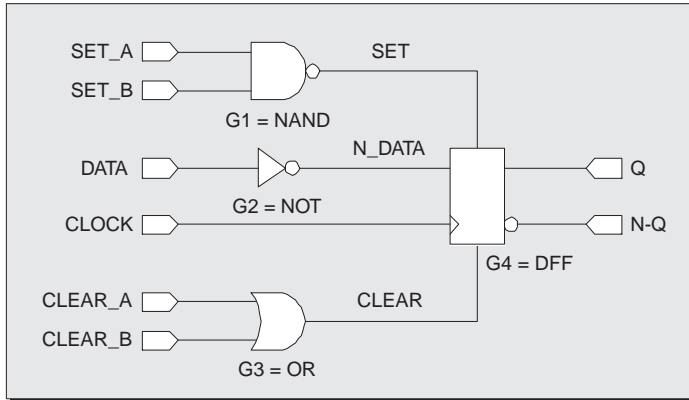 SET_A
SET
SET_B
G1 = NAND
N_DATA
DATA
Q
G2 = NOT
CLOCK
N-Q
G4 = DFF
CLEAR_A
CLEAR
CLEAR_B
G3 = OR